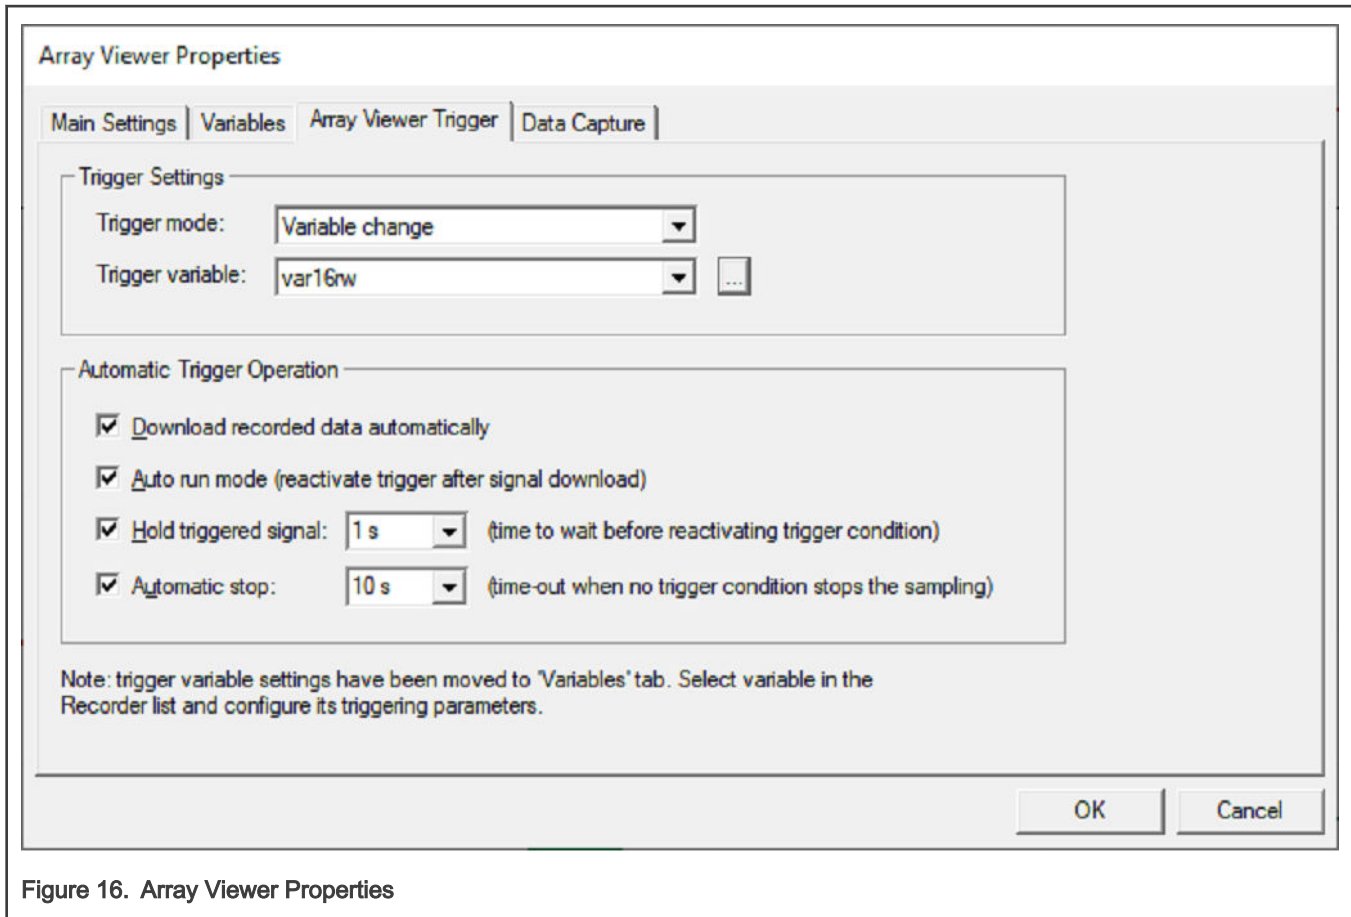 Array Viewer Properties
Main Settings Variables Array Viewer Trigger Data Capture
Trigger Settings
Trigger mode: Variable change
Trigger variable: var16rw ...
Automatic Trigger Operation
Download recorded data automatically
Auto run mode (reactivate trigger after signal download)
Hold triggered signal: 1 s (time to wait before reactivating trigger condition)
Automatic stop: 10 s (time-out when no trigger condition stops the sampling)
Note: trigger variable settings have been moved to 'Variables' tab. Select variable in the
Recorder list and configure its triggering parameters.
OK Cancel
Figure 16. Array Viewer Properties